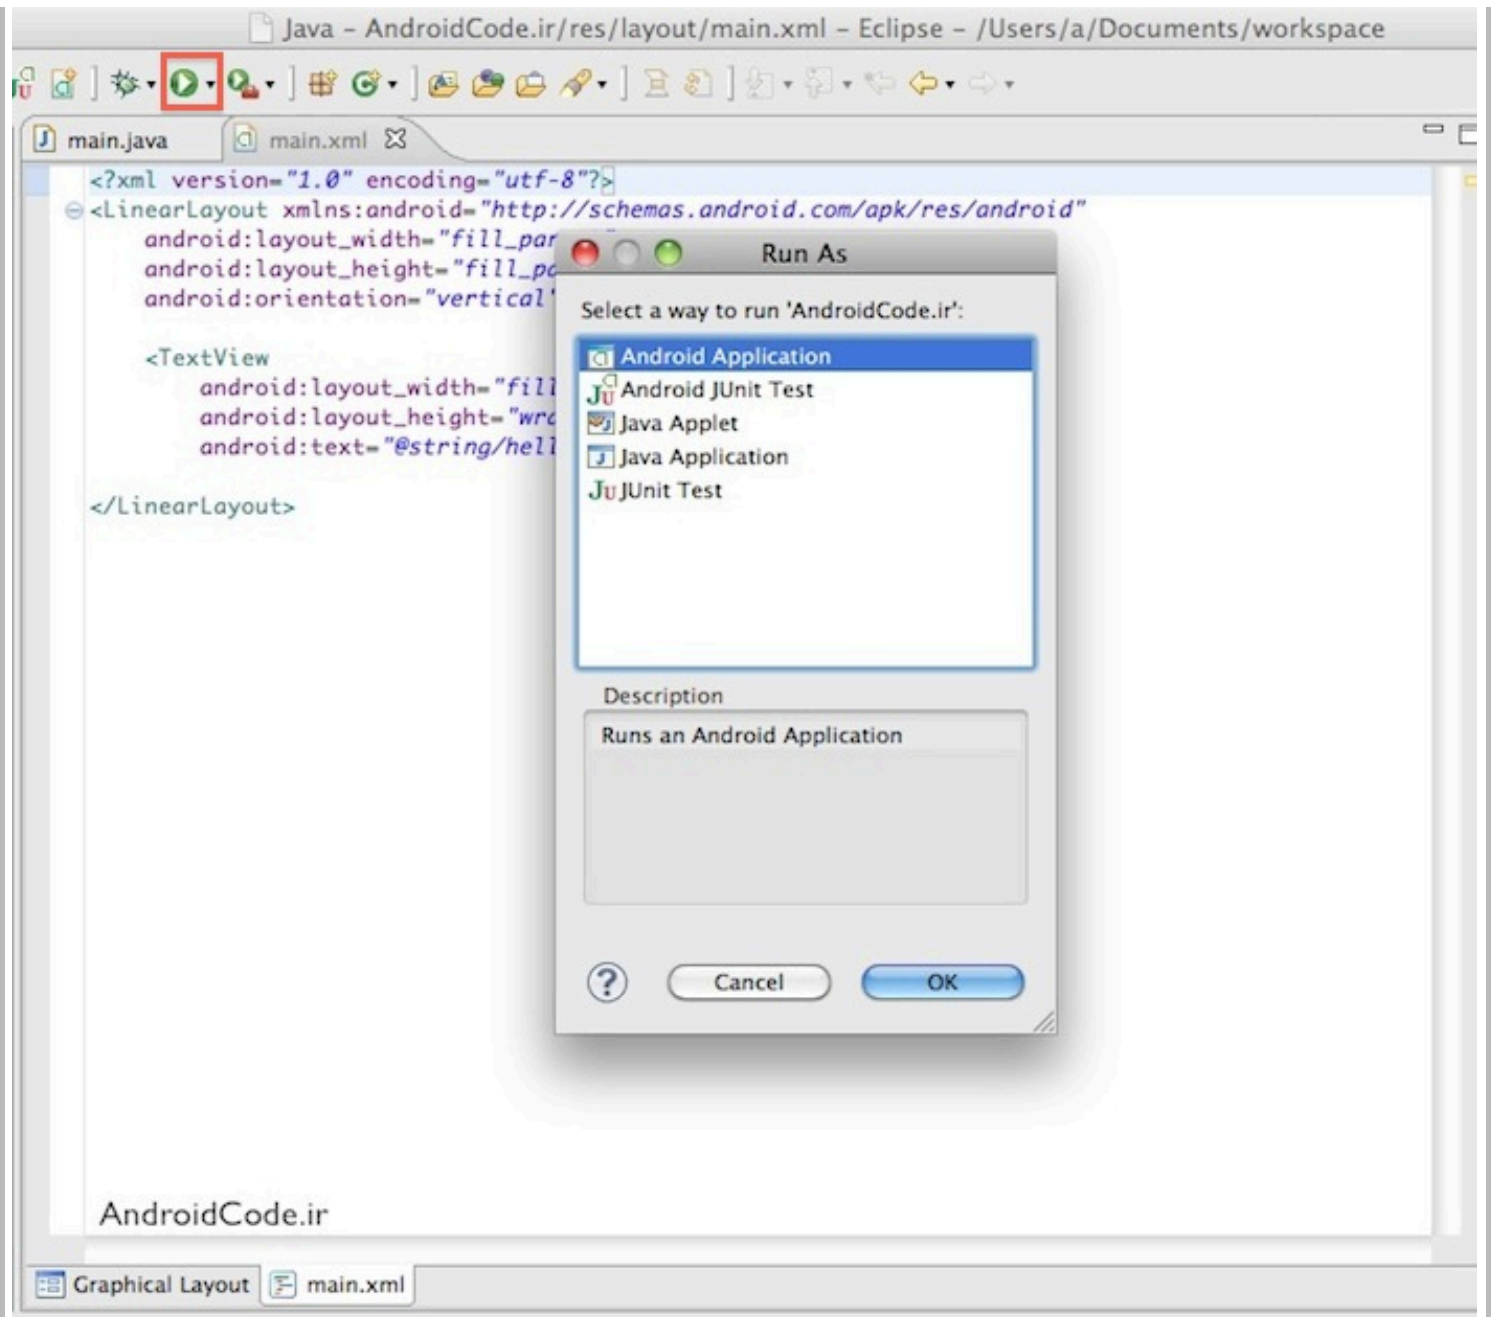 Java – AndroidCode.ir/res/layout/main.xml – Eclipse – /Users/a/Documents/workspace
main.java
main.xml
<?xml version="1.0" encoding="utf-8"?>
<LinearLayout xmlns:android="http://schemas.android.com/apk/res/android"
android:layout_width="fill_par
android:layout_height="fill_pa
android:orientation="vertical"
<TextView
android:layout_width="fill
android:layout_height="wra
android:text="@string/hell
</LinearLayout>
Run As
Select a way to run 'AndroidCode.ir':
Android Application
Android JUnit Test
Java Applet
Java Application
JUnit Test
Description
Runs an Android Application
Cancel
OK
AndroidCode.ir
Graphical Layout
main.xml